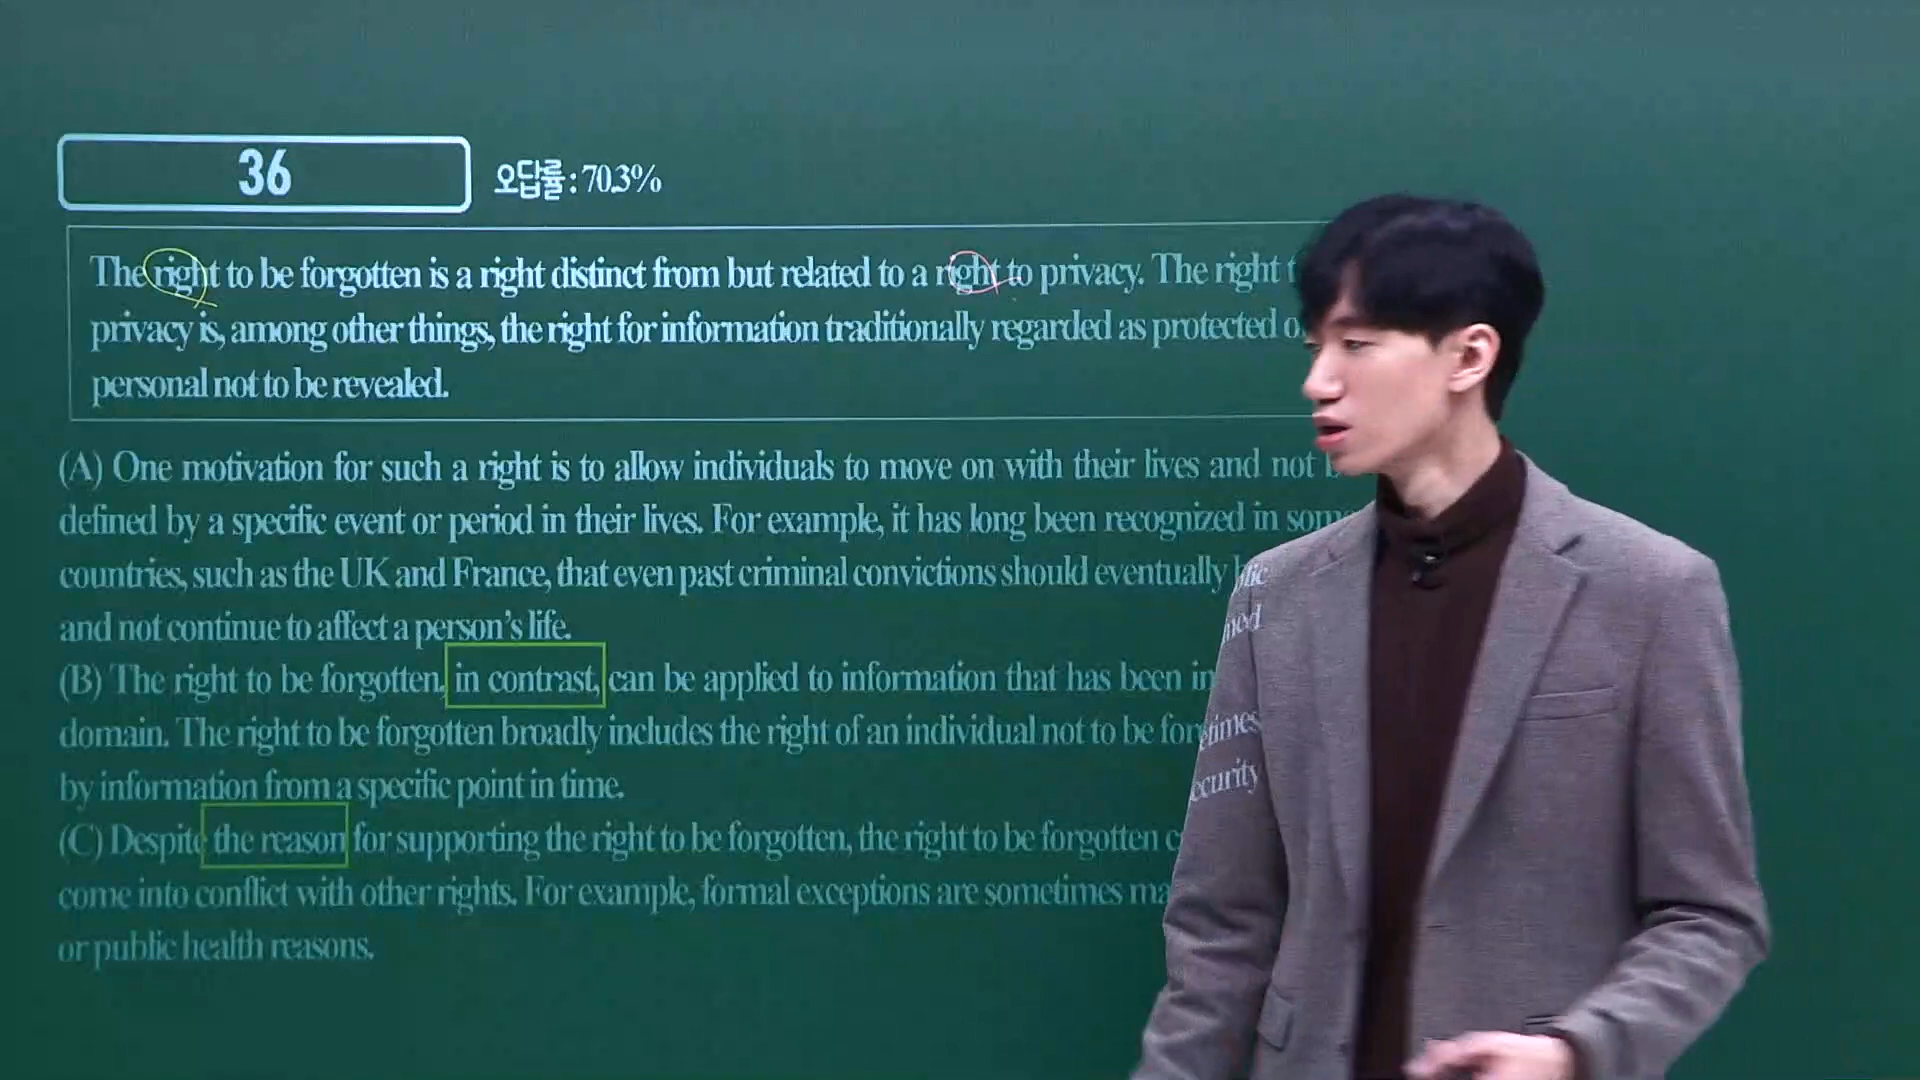 36
오답률 : 70.3%
The right to be forgotten is a right distinct from but related to a right to privacy. The right
privacy is, among other things, the right for information traditionally regarded as protected
personal not to be revealed.
(A) One motivation for such a right is to allow individuals to move on with their lives and not
defined by a specific event or period in their lives. For example, it has long been recognized in
countries, such as the UK and France, that even past criminal convictions should eventually
and not continue to affect a person's life.
(B) The right to be forgotten, in contrast, can be applied to information that has been in
domain. The right to be forgotten broadly includes the right of an individual not to be
by information from a specific point in time.
(C) Despite the reason for supporting the right to be forgotten, the right to be forgotten
come into conflict with other rights. For example, formal exceptions are sometimes
or public health reasons.